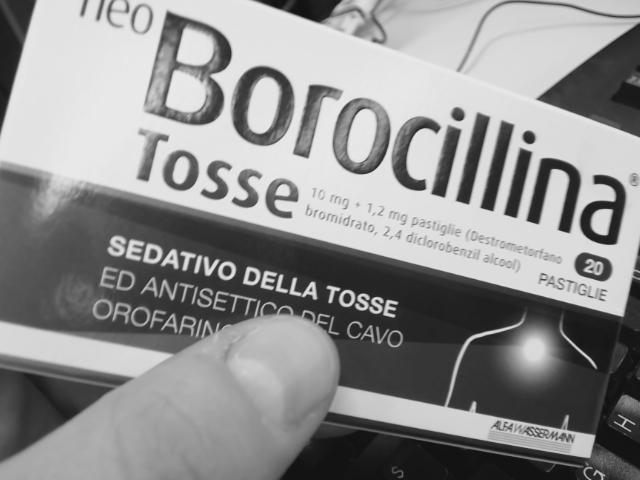 neo
Borocillina®
Tosse
10 mg + 1,2 mg pastiglie (Destrometorfano
bromidrato, 2,4 diclorobenzil alcool)
20
PASTIGLIE
SEDATIVO DELLA TOSSE
ED ANTISETTICO DEL CAVO
ALFA WASSERMANN
H
S